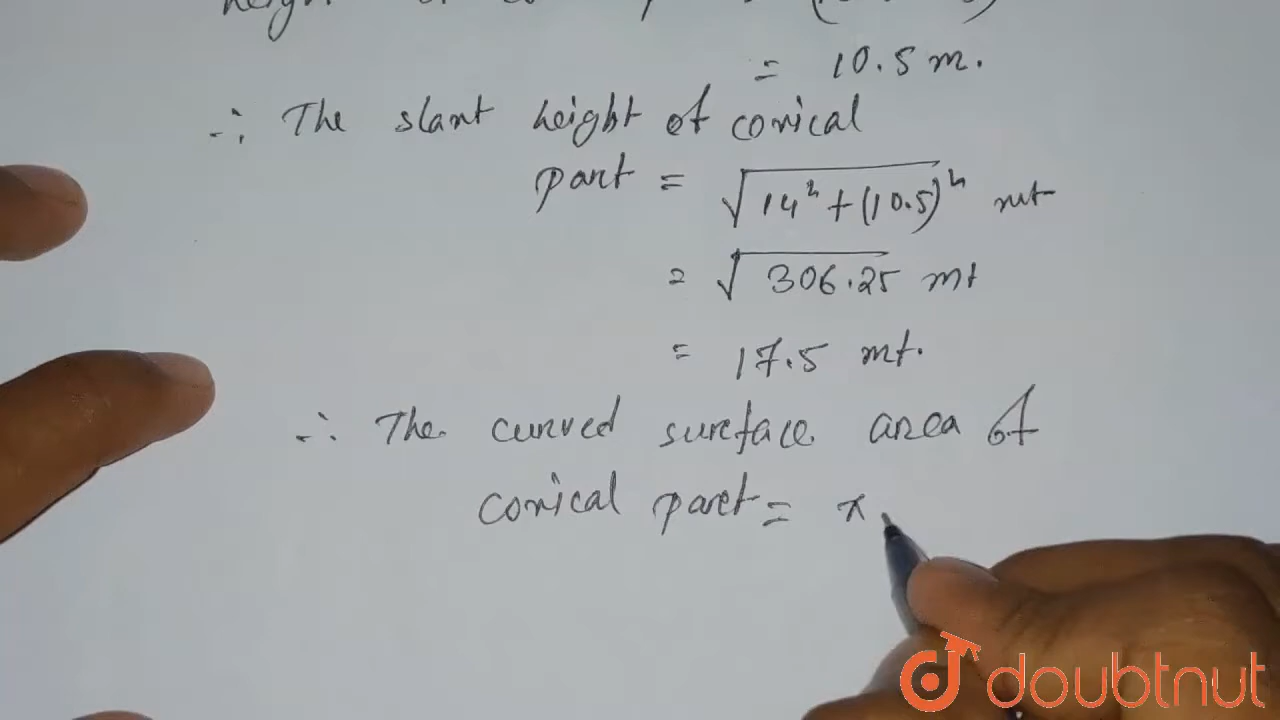 height
= 10.5 m.
∴ The slant height of conical
part = √14² + (10.5)² mt
= √306.25 mt
= 17.5 mt.
∴ The curved surface area of
conical part = π
doubtnut